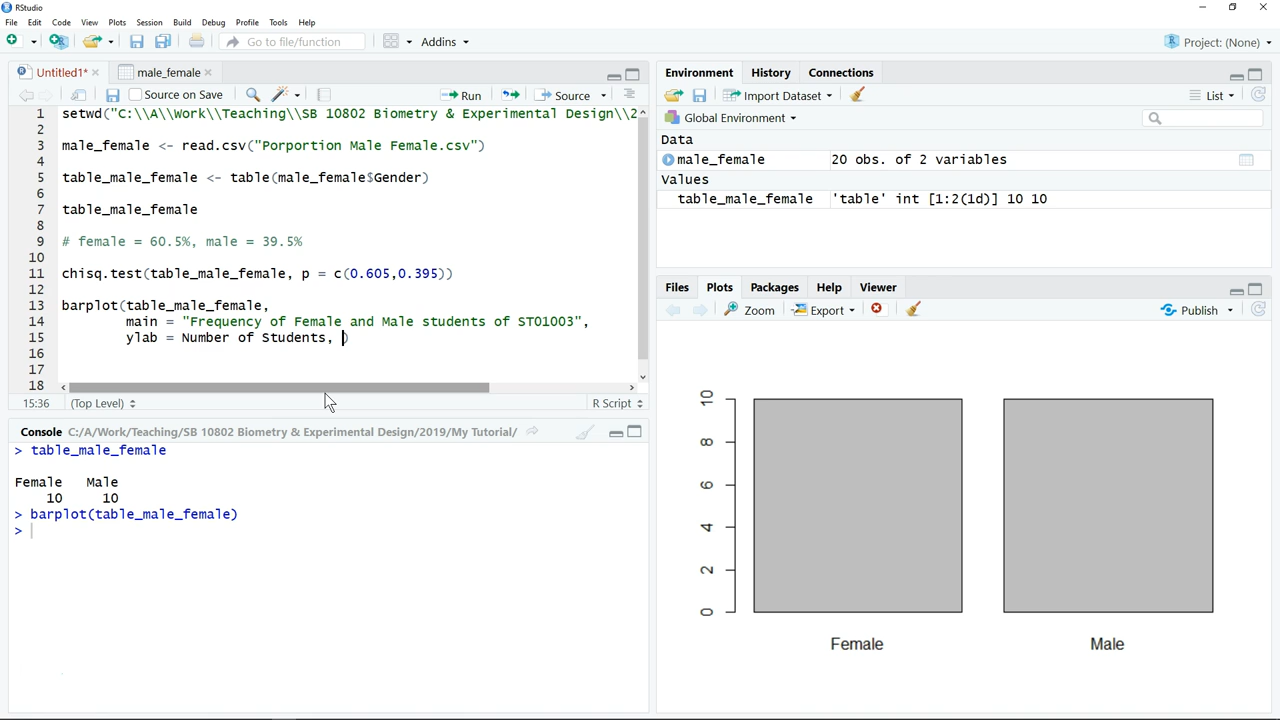 RStudio
File Edit Code View Plots Session Build Debug Profile Tools Help
Go to file/function Addins Project: (None)
Untitled1* male_female
Source on Save Run Source
1 setwd("C:\\A\\Work\\Teaching\\SB 10802 Biometry & Experimental Design\\2
2
3 male_female <- read.csv("Porportion Male Female.csv")
4
5 table_male_female <- table(male_female$Gender)
6
7 table_male_female
8
9 # female = 60.5%, male = 39.5%
10
11 chisq.test(table_male_female, p = c(0.605,0.395))
12
13 barplot(table_male_female,
14 main = "Frequency of Female and Male students of ST01003",
15 ylab = Number of Students, )
16
17
18
15:36 (Top Level) R Script
Console C:/A/Work/Teaching/SB 10802 Biometry & Experimental Design/2019/My Tutorial/
> table_male_female
Female Male
10 10
> barplot(table_male_female)
>
Environment History Connections
Import Dataset List
Global Environment
Data
male_female 20 obs. of 2 variables
Values
table_male_female 'table' int [1:2(1d)] 10 10
Files Plots Packages Help Viewer
Zoom Export Publish
10
8
6
4
2
0
Female Male